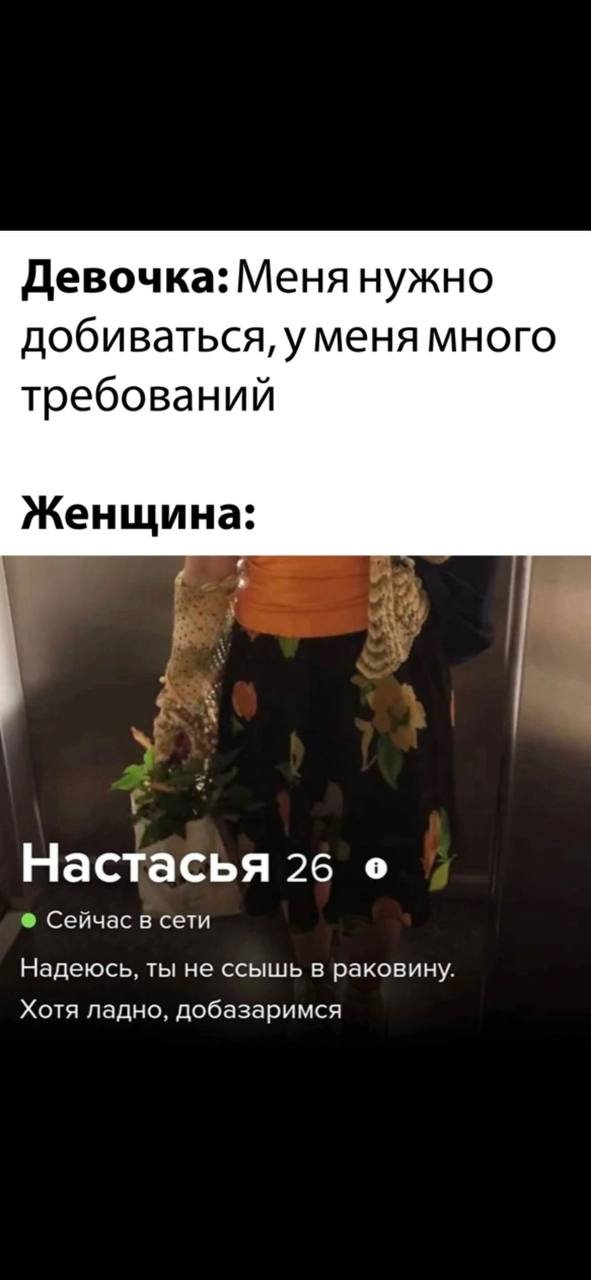 Девочка: Меня нужно
добиваться, у меня много
требований
Женщина:
Настасья 26
Сейчас в сети
Надеюсь, ты не ссышь в раковину.
Хотя ладно, добазаримся